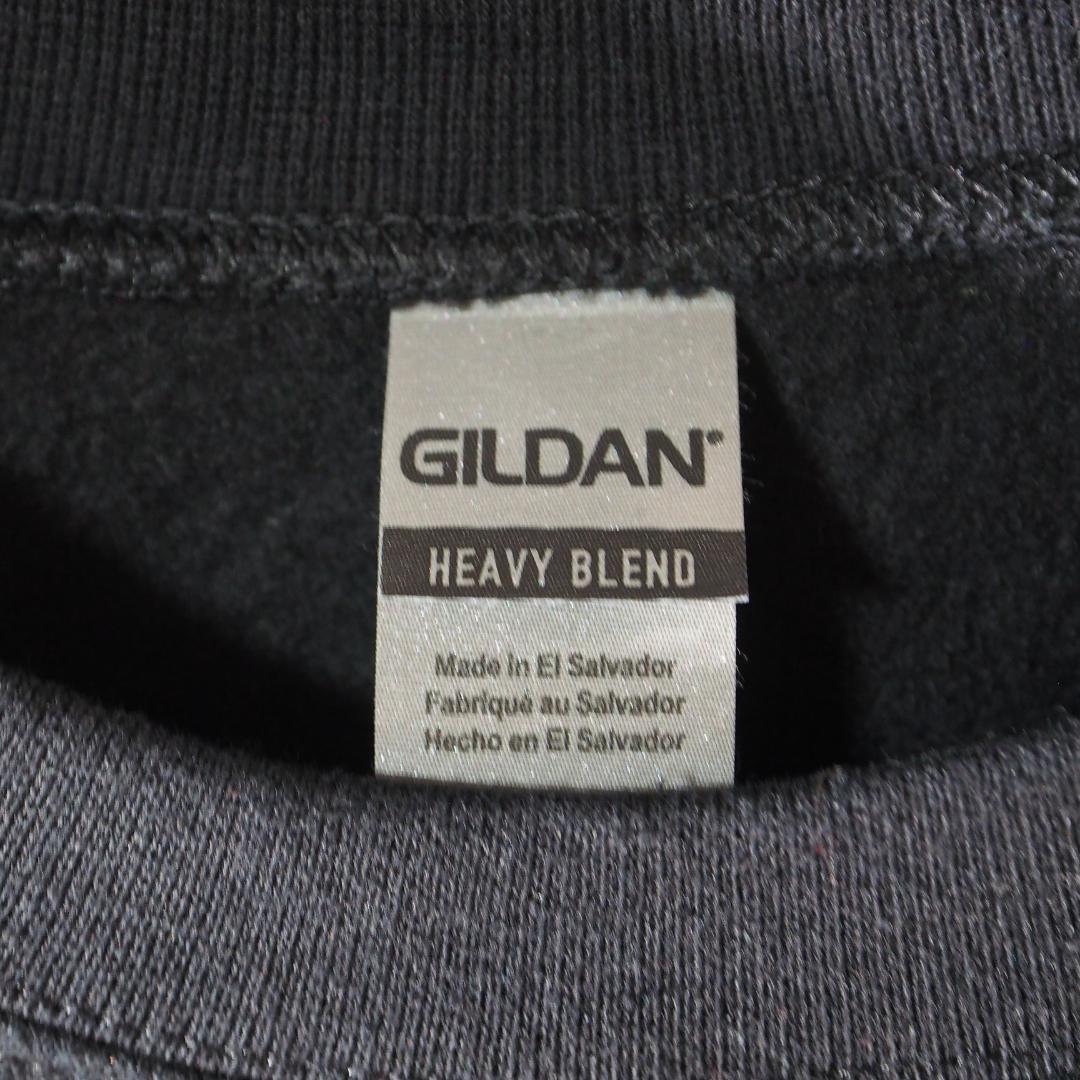 GILDAN®
HEAVY BLEND
Made in El Salvador
Fabriqué au Salvador
Hecho en El Salvador